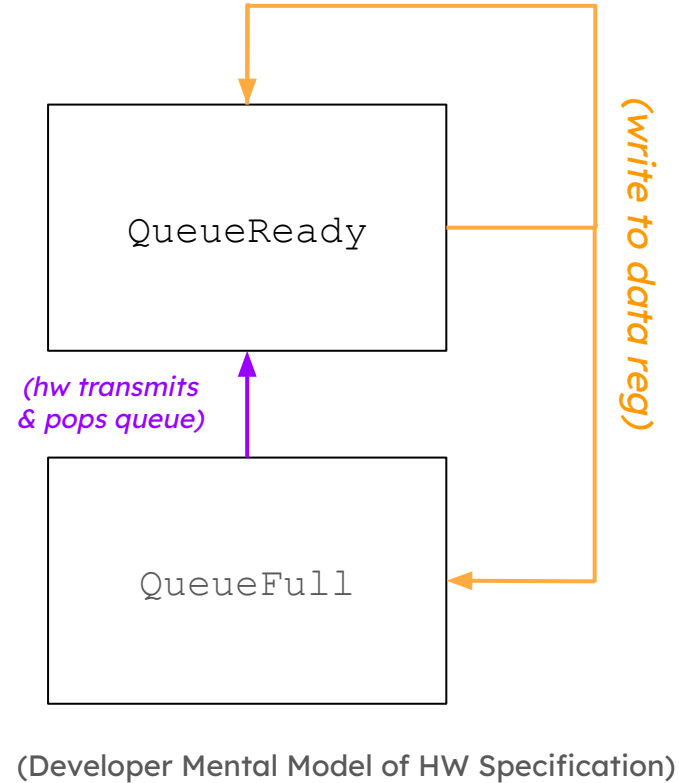 QueueReady
(write to data reg)
(hw transmits
& pops queue)
QueueFull
(Developer Mental Model of HW Specification)